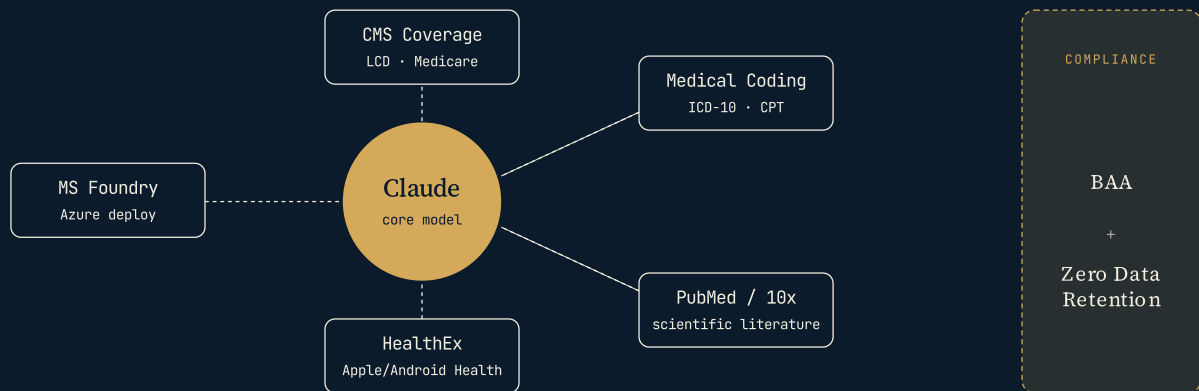 CMS Coverage
LCD · Medicare
Medical Coding
ICD-10 · CPT
MS Foundry
Azure deploy
Claude
core model
PubMed / 10x
scientific literature
HealthEx
Apple/Android Health
COMPLIANCE
BAA
+
Zero Data
Retention